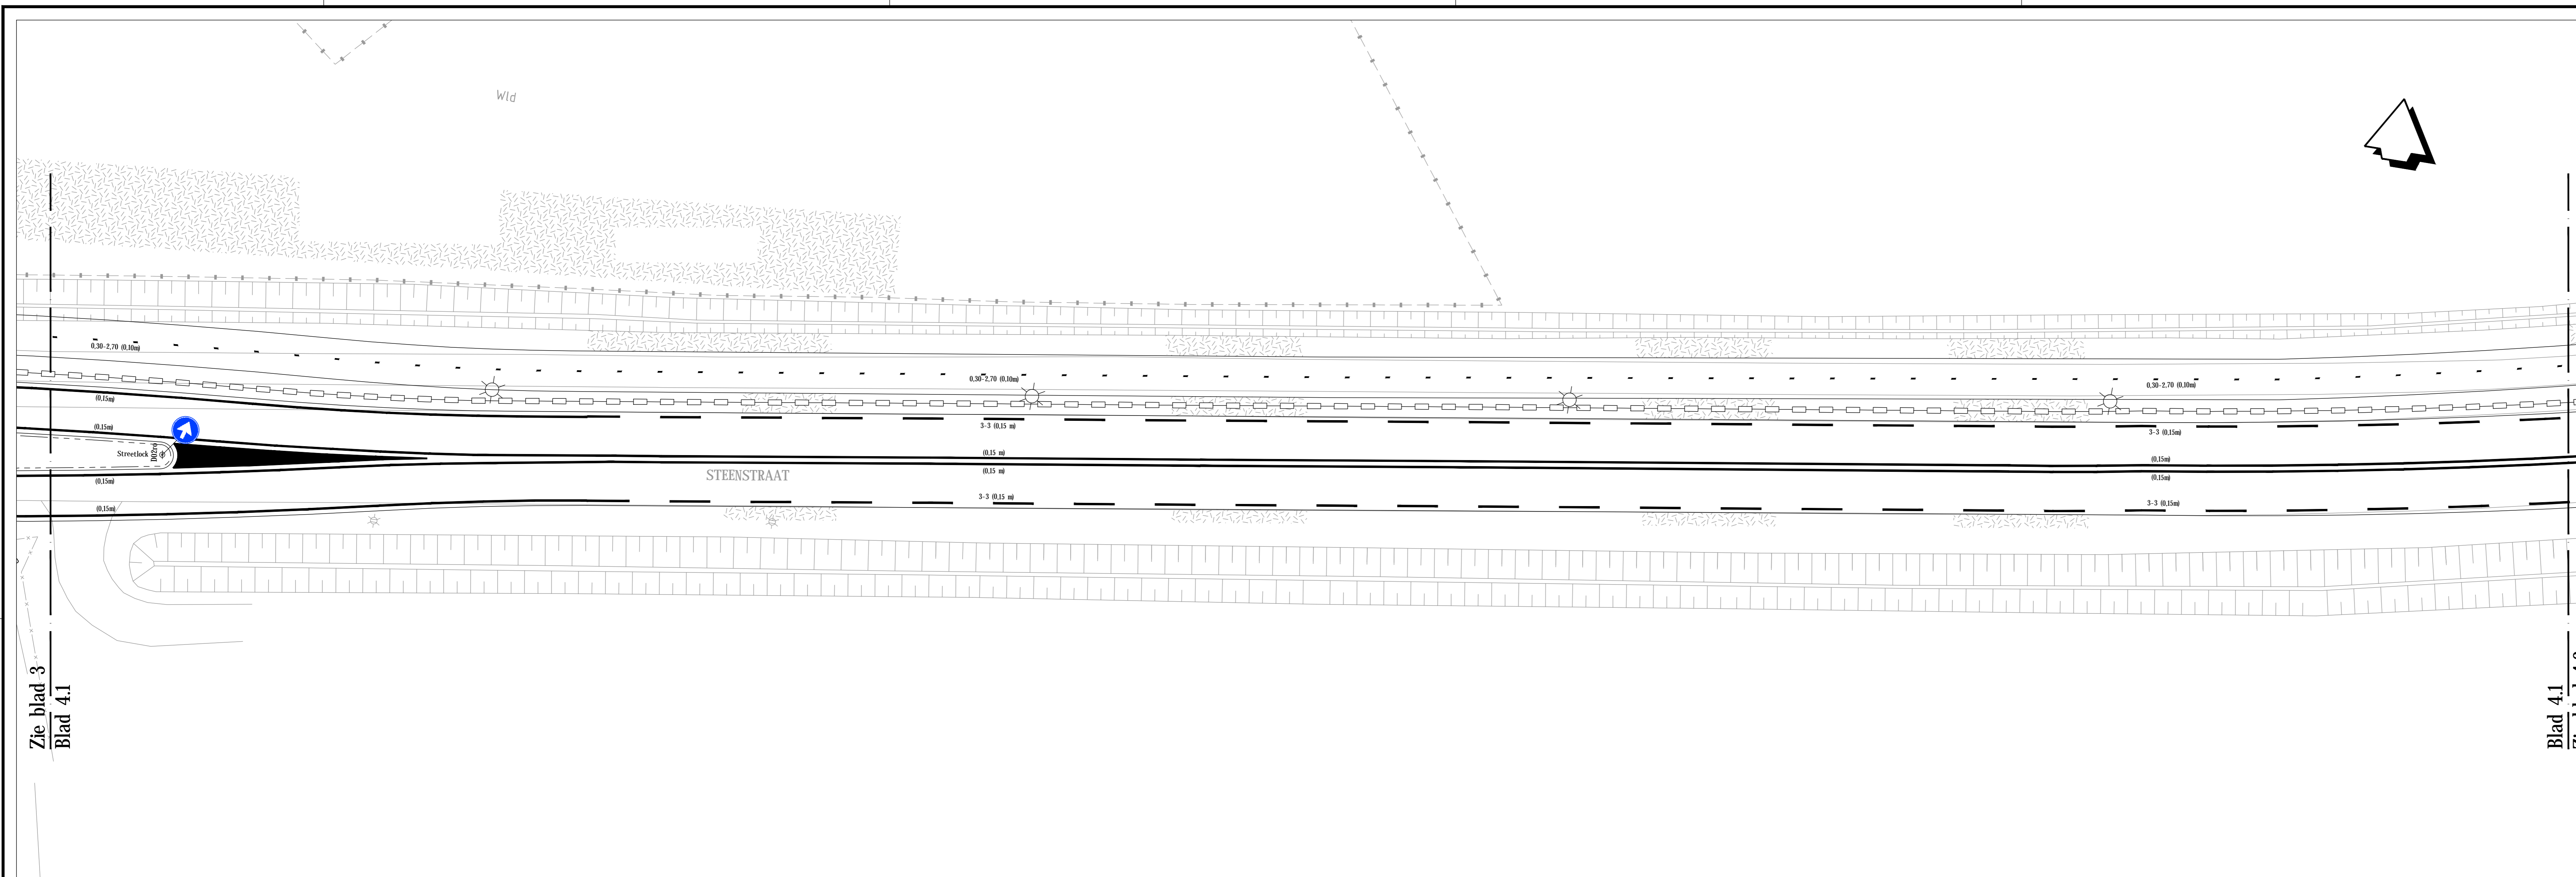 Wld
0,30-2,70 (0,10m)
0,30-2,70 (0,10m)
0,30-2,70 (0,10m)
(0,15m)
3-3 (0,15 m)
3-3 (0,15m)
(0,15m)
Streetlock
D02ro
(0,15 m)
(0,15m)
STEENSTRAAT
(0,15 m)
(0,15m)
(0,15m)
3-3 (0,15 m)
3-3 (0,15m)
(0,15m)
Zie blad 3
Blad 4.1
Blad 4.1